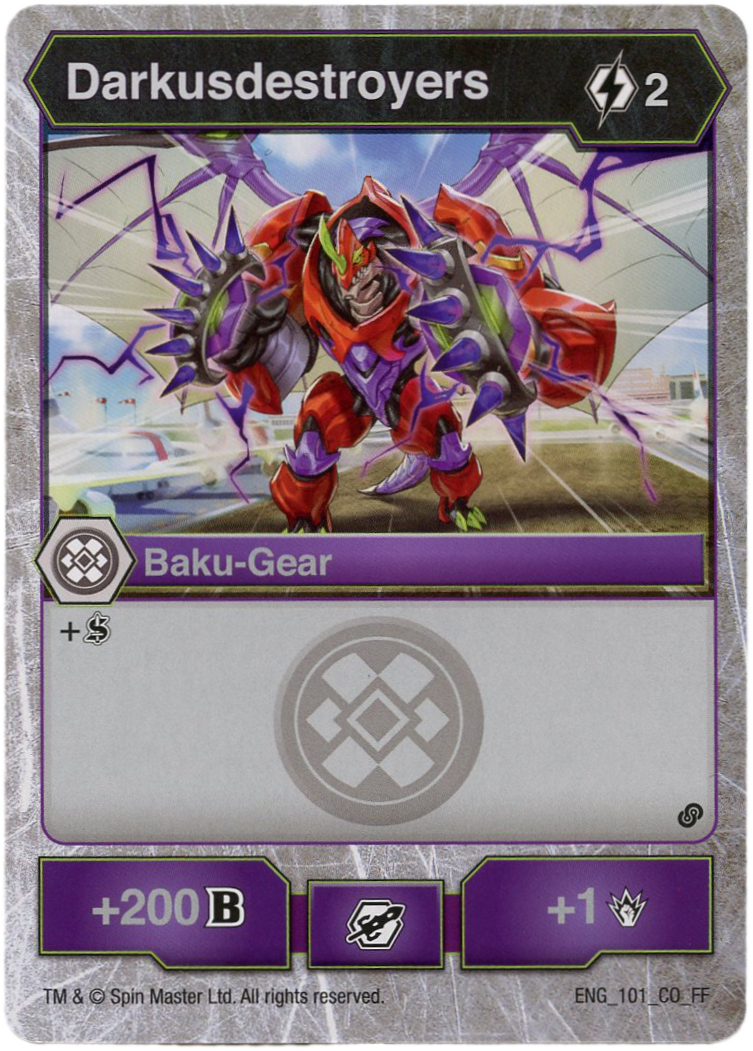 Darkusdestroyers
2
Baku-Gear
+S
+200 B
+1
TM & © Spin Master Ltd. All rights reserved.
ENG_101_CO_FF